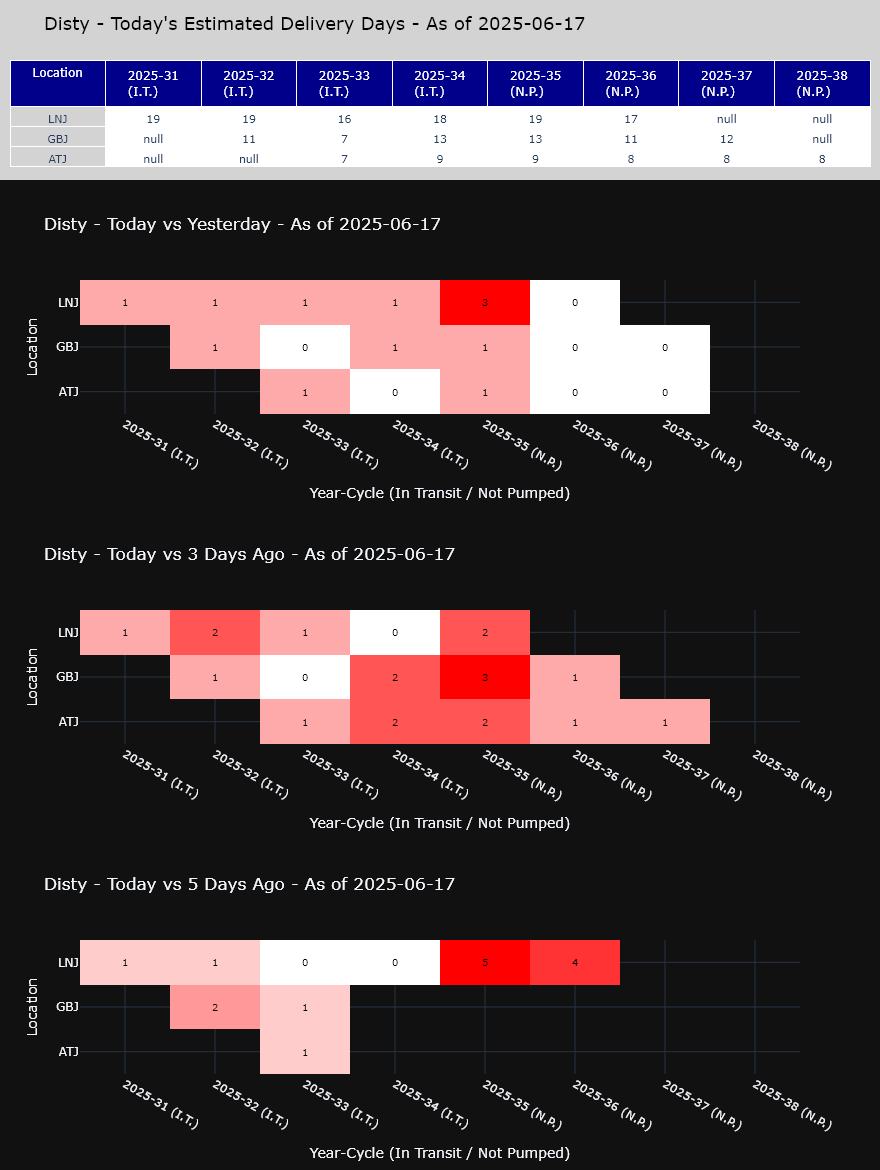 Disty - Today's Estimated Delivery Days - As of 2025-06-17
Location 2025-31 (I.T.) 2025-32 (I.T.) 2025-33 (I.T.) 2025-34 (I.T.) 2025-35 (N.P.) 2025-36 (N.P.) 2025-37 (N.P.) 2025-38 (N.P.)
LNJ 19 19 16 18 19 17 null null
GBJ null 11 7 13 13 11 12 null
ATJ null null 7 9 9 8 8 8
Disty - Today vs Yesterday - As of 2025-06-17
Location
LNJ 1 1 1 1 3 0
GBJ 1 0 1 1 0 0
ATJ 1 0 1 0 0
2025-31 (I.T.) 2025-32 (I.T.) 2025-33 (I.T.) 2025-34 (I.T.) 2025-35 (N.P.) 2025-36 (N.P.) 2025-37 (N.P.) 2025-38 (N.P.)
Year-Cycle (In Transit / Not Pumped)
Disty - Today vs 3 Days Ago - As of 2025-06-17
Location
LNJ 1 2 1 0 2
GBJ 1 0 2 3 1
ATJ 1 2 2 1 1
2025-31 (I.T.) 2025-32 (I.T.) 2025-33 (I.T.) 2025-34 (I.T.) 2025-35 (N.P.) 2025-36 (N.P.) 2025-37 (N.P.) 2025-38 (N.P.)
Year-Cycle (In Transit / Not Pumped)
Disty - Today vs 5 Days Ago - As of 2025-06-17
Location
LNJ 1 1 0 0 5 4
GBJ 2 1
ATJ 1
2025-31 (I.T.) 2025-32 (I.T.) 2025-33 (I.T.) 2025-34 (I.T.) 2025-35 (N.P.) 2025-36 (N.P.) 2025-37 (N.P.) 2025-38 (N.P.)
Year-Cycle (In Transit / Not Pumped)